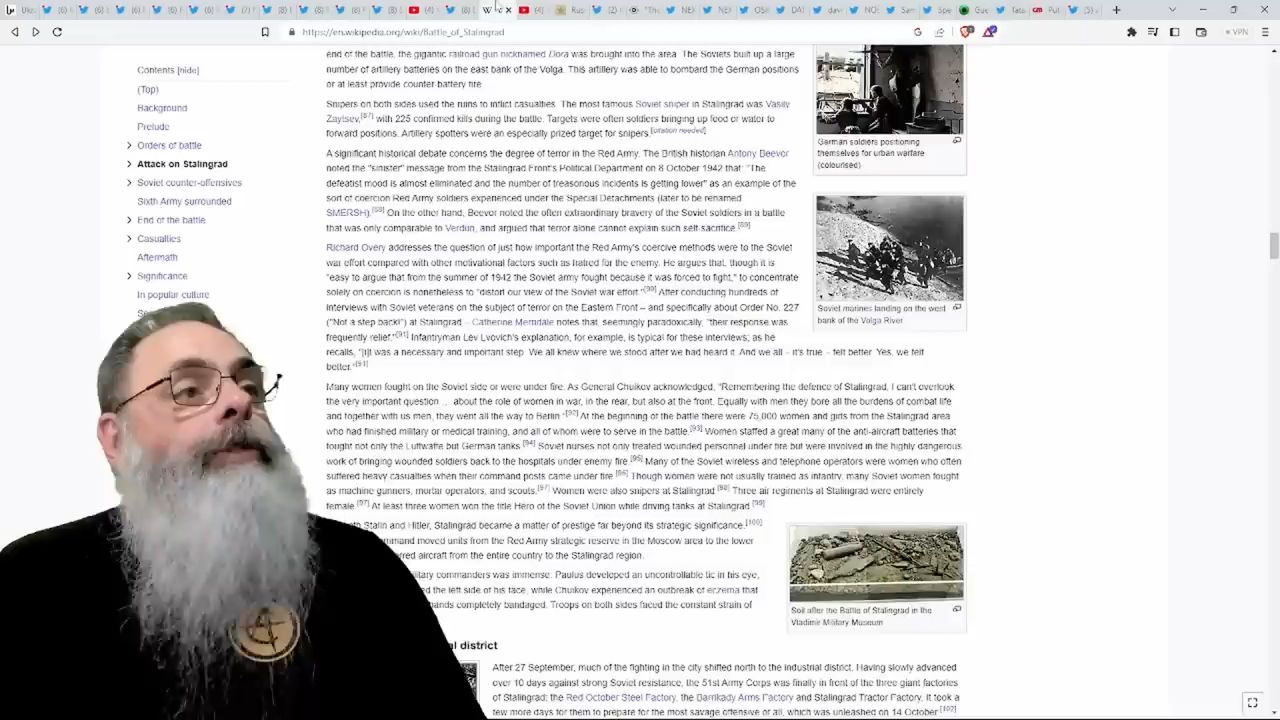 https://en.wikipedia.org/wiki/Battle_of_Stalingrad
VPN
Contents [hide]
(Top)
Background
Prelude
Orders of battle
Attack on Stalingrad
Soviet counter-offensives
Sixth Army surrounded
End of the battle
Casualties
Aftermath
Significance
In popular culture
end of the battle, the gigantic railroad gun nicknamed Dora was brought into the area. The Soviets built up a large
number of artillery batteries on the east bank of the Volga. This artillery was able to bombard the German positions
or at least provide counter-battery fire.
Snipers on both sides used the ruins to inflict casualties. The most famous Soviet sniper in Stalingrad was Vasily
Zaytsev,[87] with 225 confirmed kills during the battle. Targets were often soldiers bringing up food or water to
forward positions. Artillery spotters were an especially prized target for snipers.[citation needed]
A significant historical debate concerns the degree of terror in the Red Army. The British historian Antony Beevor
noted the "sinister" message from the Stalingrad Front's Political Department on 8 October 1942 that: "The
defeatist mood is almost eliminated and the number of treasonous incidents is getting lower" as an example of the
sort of coercion Red Army soldiers experienced under the Special Detachments (later to be renamed
SMERSH).[88] On the other hand, Beevor noted the often extraordinary bravery of the Soviet soldiers in a battle
that was only comparable to Verdun, and argued that terror alone cannot explain such self-sacrifice.[89]
Richard Overy addresses the question of just how important the Red Army's coercive methods were to the Soviet
war effort compared with other motivational factors such as hatred for the enemy. He argues that, though it is
"easy to argue that from the summer of 1942 the Soviet army fought because it was forced to fight," to concentrate
solely on coercion is nonetheless to "distort our view of the Soviet war effort."[90] After conducting hundreds of
interviews with Soviet veterans on the subject of terror on the Eastern Front – and specifically about Order No. 227
("Not a step back!") at Stalingrad – Catherine Merridale notes that, seemingly paradoxically, "their response was
frequently relief."[91] Infantryman Lev Lvovich's explanation, for example, is typical for these interviews; as he
recalls, "[i]t was a necessary and important step. We all knew where we stood after we had heard it. And we all – it's true – felt better. Yes, we felt
better."[91]
Many women fought on the Soviet side or were under fire. As General Chuikov acknowledged, "Remembering the defence of Stalingrad, I can't overlook
the very important question ... about the role of women in war, in the rear, but also at the front. Equally with men they bore all the burdens of combat life
and together with us men, they went all the way to Berlin."[92] At the beginning of the battle there were 75,000 women and girls from the Stalingrad area
who had finished military or medical training, and all of whom were to serve in the battle.[93] Women staffed a great many of the anti-aircraft batteries that
fought not only the Luftwaffe but German tanks.[94] Soviet nurses not only treated wounded personnel under fire but were involved in the highly dangerous
work of bringing wounded soldiers back to the hospitals under enemy fire.[95] Many of the Soviet wireless and telephone operators were women who often
suffered heavy casualties when their command posts came under fire.[96] Though women were not usually trained as infantry, many Soviet women fought
as machine gunners, mortar operators, and scouts.[97] Women were also snipers at Stalingrad.[98] Three air regiments at Stalingrad were entirely
female.[97] At least three women won the title Hero of the Soviet Union while driving tanks at Stalingrad.[99]
Stalin and Hitler, Stalingrad became a matter of prestige far beyond its strategic significance.[100]
moved units from the Red Army strategic reserve in the Moscow area to the lower
aircraft from the entire country to the Stalingrad region.
commanders was immense: Paulus developed an uncontrollable tic in his eye,
the left side of his face, while Chuikov experienced an outbreak of eczema that
completely bandaged. Troops on both sides faced the constant strain of
district
After 27 September, much of the fighting in the city shifted north to the industrial district. Having slowly advanced
over 10 days against strong Soviet resistance, the 51st Army Corps was finally in front of the three giant factories
of Stalingrad: the Red October Steel Factory, the Barrikady Arms Factory and Stalingrad Tractor Factory. It took a
few more days for them to prepare for the most savage offensive of all, which was unleashed on 14 October.[102]
German soldiers positioning
themselves for urban warfare
(colourised)
Soviet marines landing on the west
bank of the Volga River
Soil after the Battle of Stalingrad in the
Vladimir Military Museum